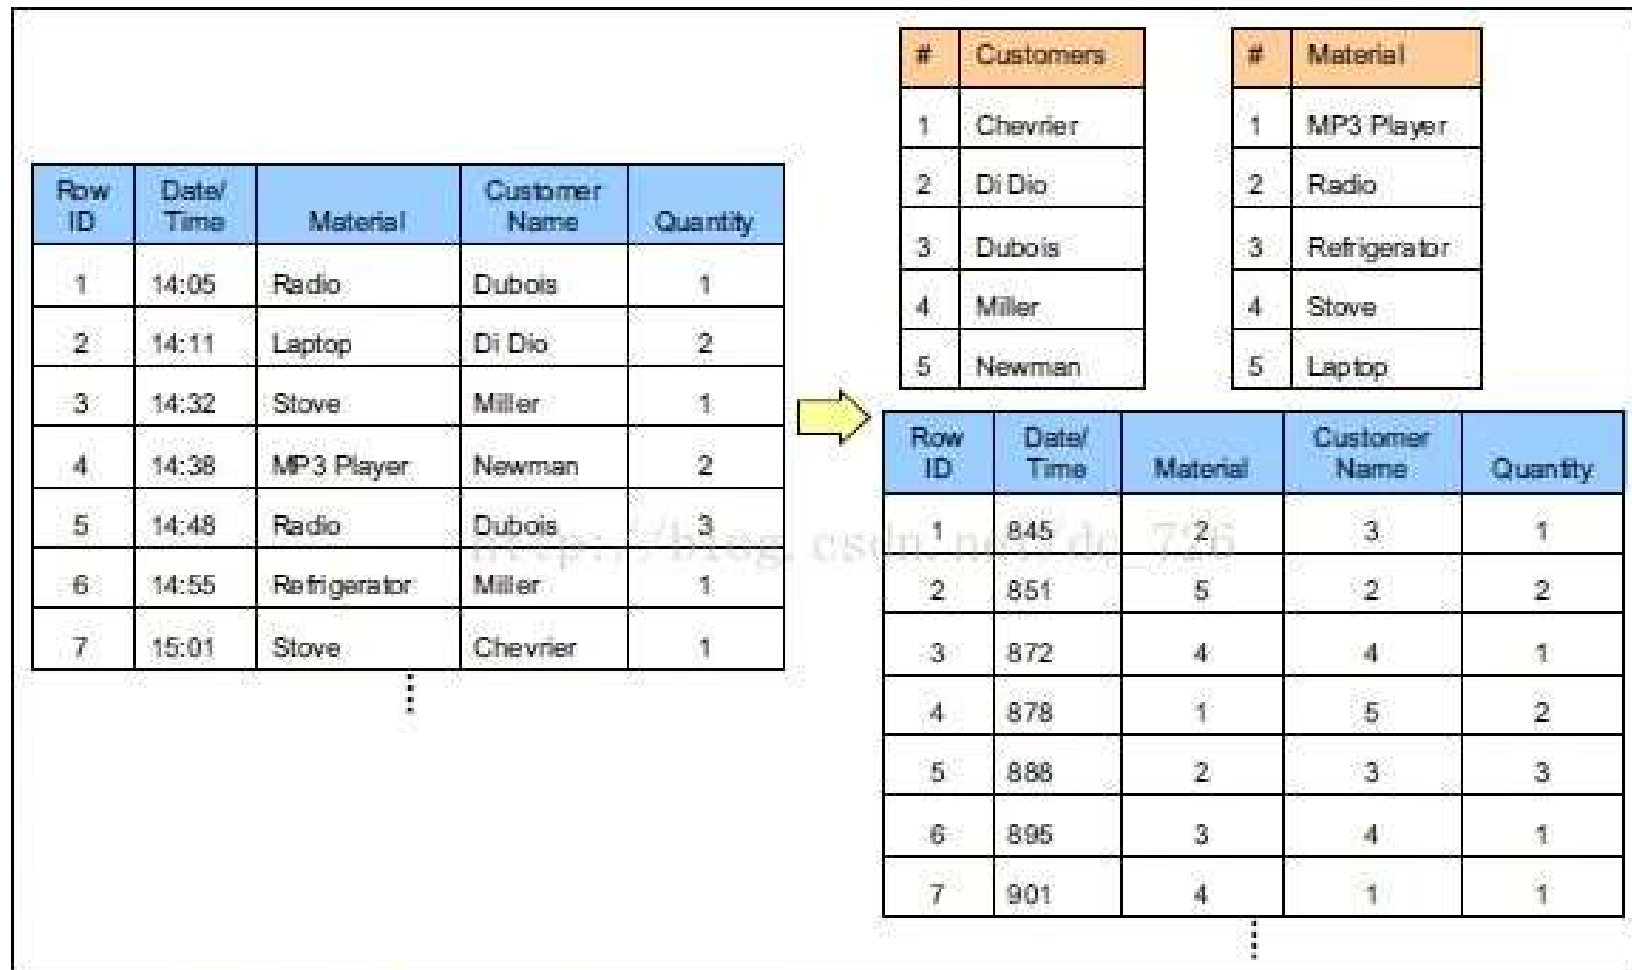 Row ID Date/ Time Material Customer Name Quantity
1 14:05 Radio Dubois 1
2 14:11 Laptop Di Dio 2
3 14:32 Stove Miller 1
4 14:38 MP3 Player Newman 2
5 14:48 Radio Dubois 3
6 14:55 Refrigerator Miller 1
7 15:01 Stove Chevrier 1
# Customers
1 Chevrier
2 Di Dio
3 Dubois
4 Miller
5 Newman
# Material
1 MP3 Player
2 Radio
3 Refrigerator
4 Stove
5 Laptop
Row ID Date/ Time Material Customer Name Quantity
1 845 2 3 1
2 851 5 2 2
3 872 4 4 1
4 878 1 5 2
5 888 2 3 3
6 895 3 4 1
7 901 4 1 1
http://blog.csdn.net/dc_726